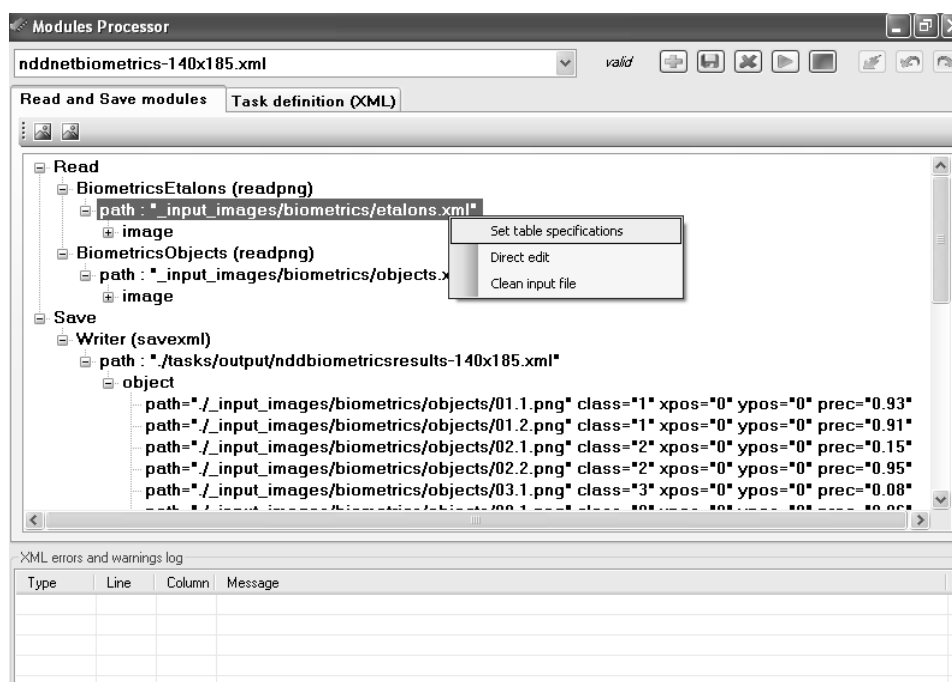 Modules Processor
nddnetbiometrics-140x185.xml valid
Read and Save modules Task definition (XML)
Read
BiometricsEtalons (readpng)
path : "_input_images/biometrics/etalons.xml"
Set table specifications
image
BiometricsObjects (readpng)
Direct edit
path : "_input_images/biometrics/objects.x
Clean input file
image
Save
Writer (savexml)
path : "./tasks/output/nddbiometricsresults-140x185.xml"
object
path="./_input_images/biometrics/objects/01.1.png" class="1" xpos="0" ypos="0" prec="0.93"
path="./_input_images/biometrics/objects/01.2.png" class="1" xpos="0" ypos="0" prec="0.91"
path="./_input_images/biometrics/objects/02.1.png" class="2" xpos="0" ypos="0" prec="0.15"
path="./_input_images/biometrics/objects/02.2.png" class="2" xpos="0" ypos="0" prec="0.95"
path="./_input_images/biometrics/objects/03.1.png" class="3" xpos="0" ypos="0" prec="0.08"
XML errors and warnings log
Type Line Column Message